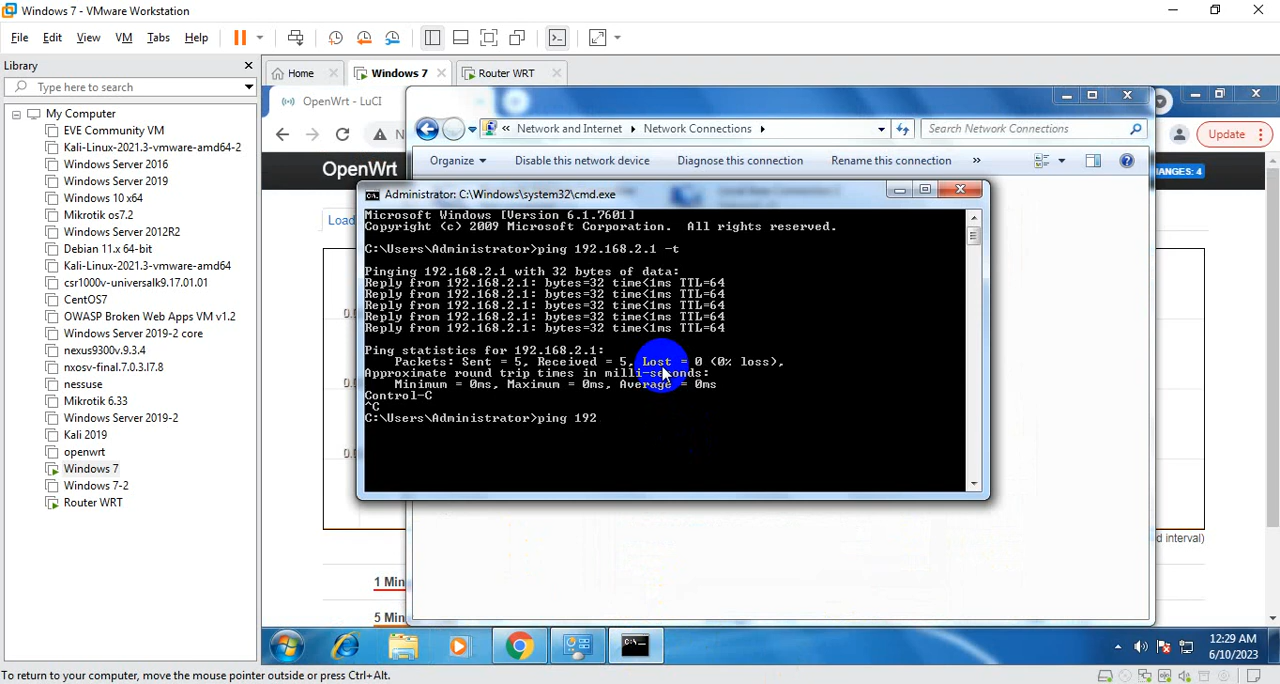 Windows 7 - VMware Workstation
File Edit View VM Tabs Help
Library
Type here to search
My Computer
EVE Community VM
Kali-Linux-2021.3-vmware-amd64-2
Windows Server 2016
Windows Server 2019
Windows 10 x64
Mikrotik os7.2
Windows Server 2012R2
Debian 11.x 64-bit
Kali-Linux-2021.3-vmware-amd64
csr1000v-universalk9.17.01.01
CentOS7
OWASP Broken Web Apps VM v1.2
Windows Server 2019-2 core
nexus9300v.9.3.4
nxosv-final.7.0.3.I7.8
nessuse
Mikrotik 6.33
Windows Server 2019-2
Kali 2019
openwrt
Windows 7
Windows 7-2
Router WRT
Home Windows 7 Router WRT
OpenWrt - LuCI
N
Update
OpenWrt
ANGES: 4
Load
0.
0.
0.
d interval)
1 Min
5 Min
« Network and Internet Network Connections
Search Network Connections
Organize Disable this network device Diagnose this connection Rename this connection »
Administrator: C:\Windows\system32\cmd.exe
Microsoft Windows [Version 6.1.7601]
Copyright (c) 2009 Microsoft Corporation. All rights reserved.
C:\Users\Administrator>ping 192.168.2.1 -t
Pinging 192.168.2.1 with 32 bytes of data:
Reply from 192.168.2.1: bytes=32 time<1ms TTL=64
Reply from 192.168.2.1: bytes=32 time<1ms TTL=64
Reply from 192.168.2.1: bytes=32 time<1ms TTL=64
Reply from 192.168.2.1: bytes=32 time<1ms TTL=64
Reply from 192.168.2.1: bytes=32 time<1ms TTL=64
Ping statistics for 192.168.2.1:
Packets: Sent = 5, Received = 5, Lost = 0 (0% loss),
Approximate round trip times in milli-seconds:
Minimum = 0ms, Maximum = 0ms, Average = 0ms
Control-C
^C
C:\Users\Administrator>ping 192
12:29 AM
6/10/2023
To return to your computer, move the mouse pointer outside or press Ctrl+Alt.